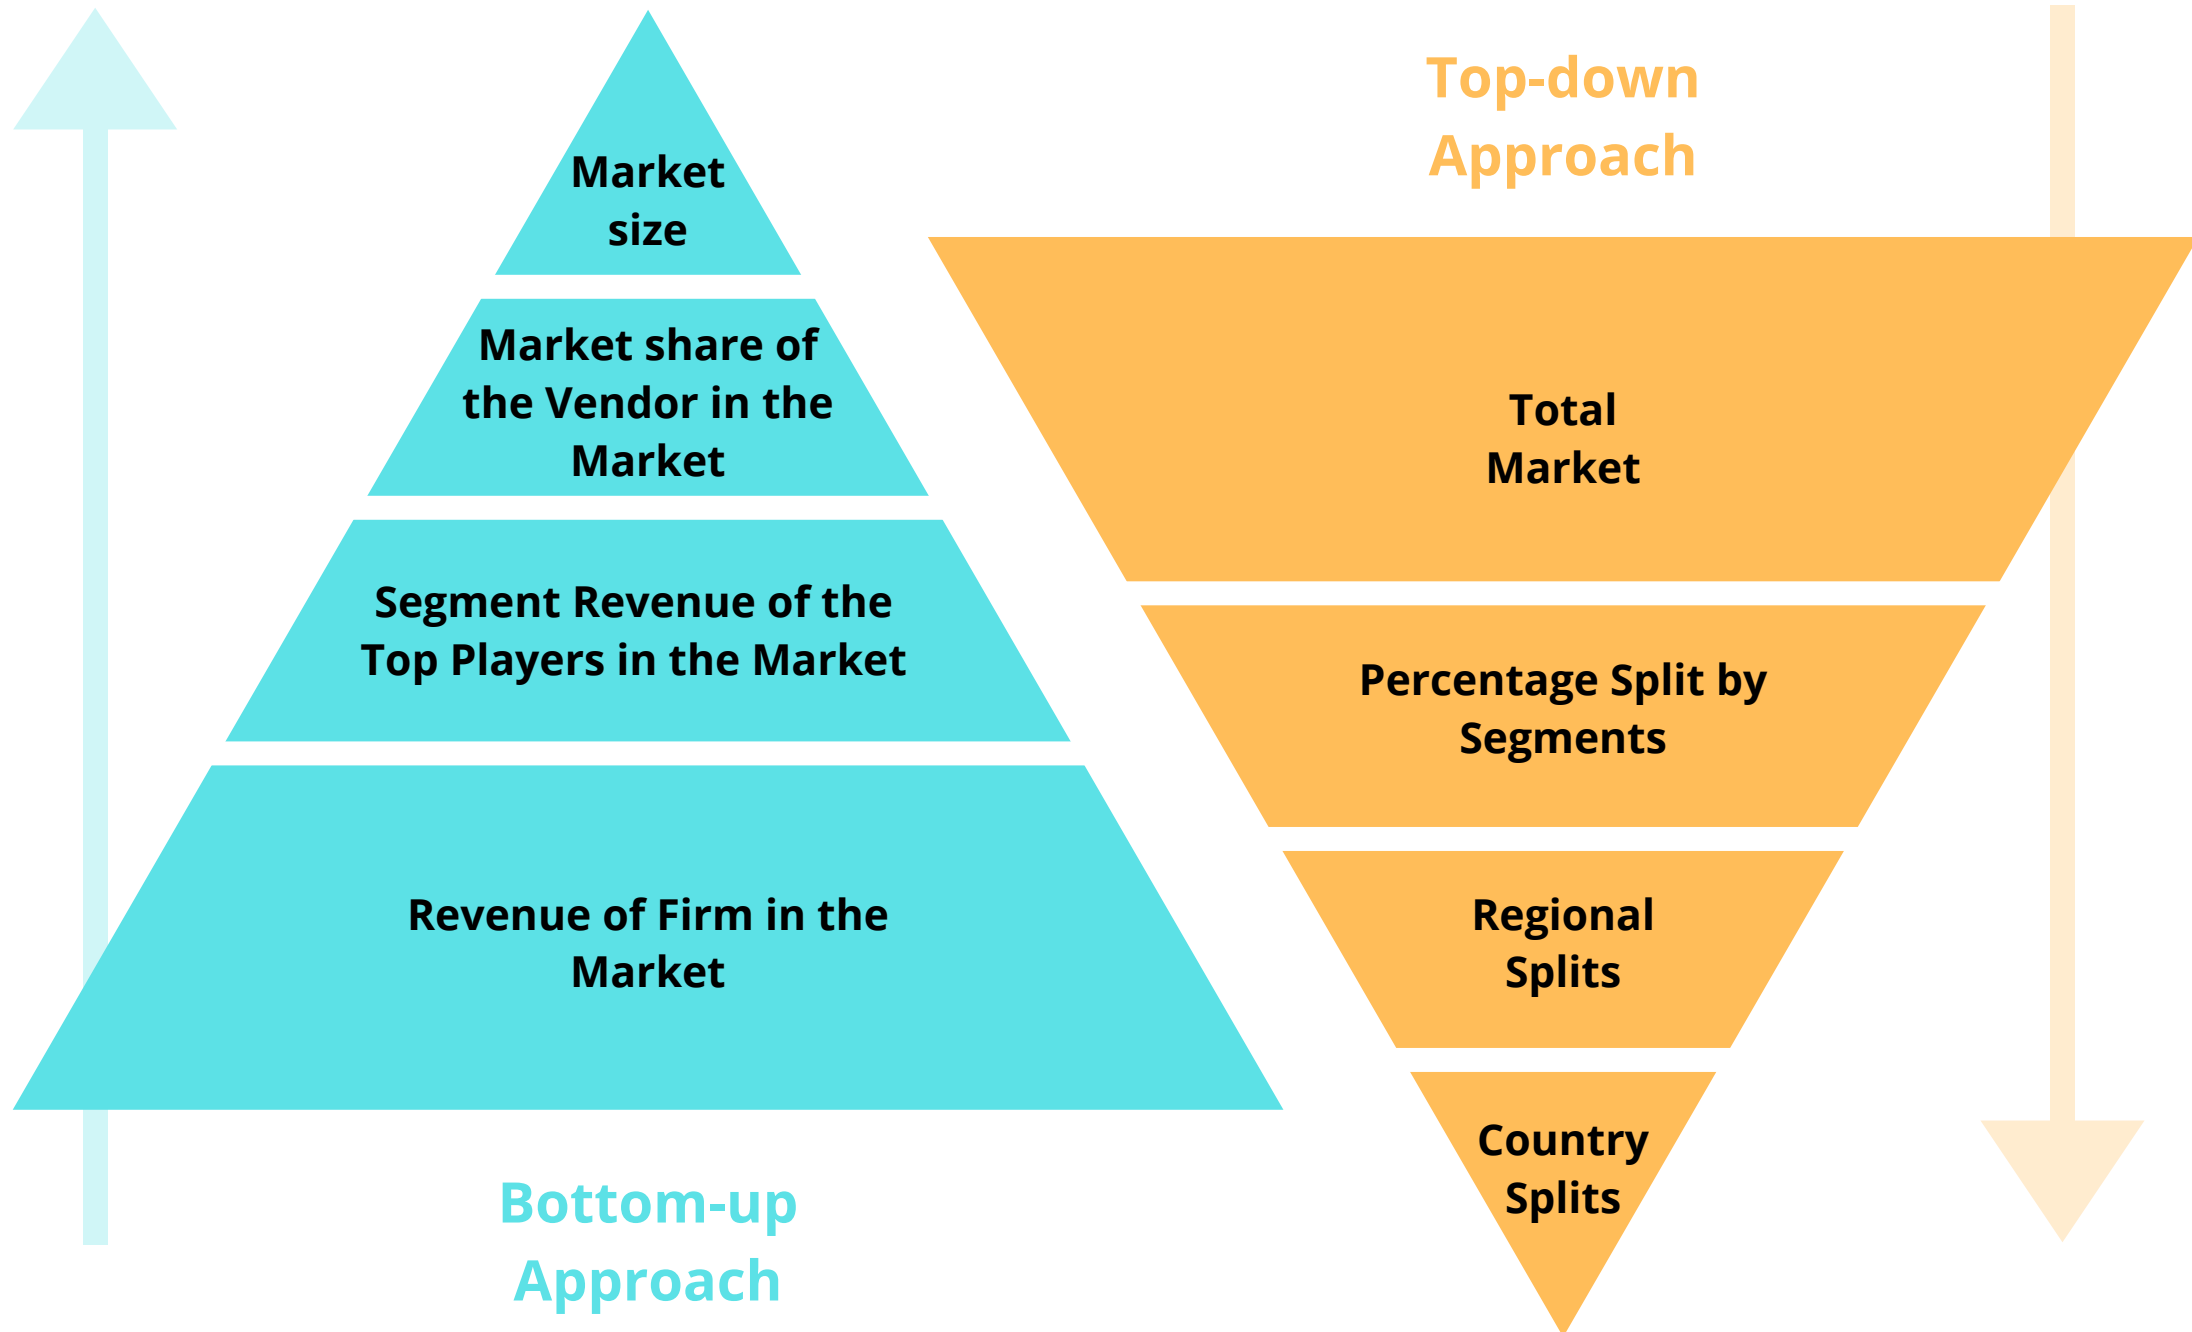 Market
size
Market share of
the Vendor in the
Market
Segment Revenue of the
Top Players in the Market
Revenue of Firm in the
Market
Bottom-up
Approach
Top-down
Approach
Total
Market
Percentage Split by
Segments
Regional
Splits
Country
Splits